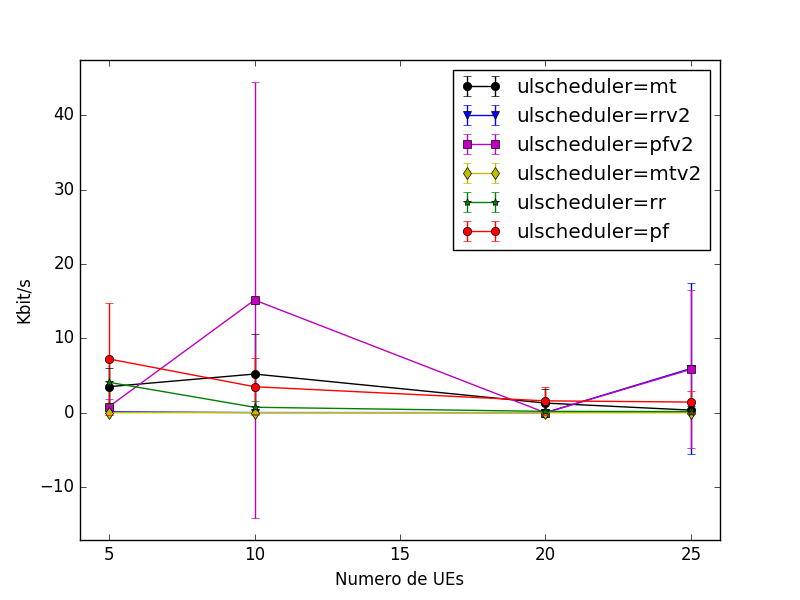 40
30
20
10
0
−10
5
10
15
20
25
Kbit/s
Numero de UEs
ulscheduler=mt
ulscheduler=rrv2
ulscheduler=pfv2
ulscheduler=mtv2
ulscheduler=rr
ulscheduler=pf